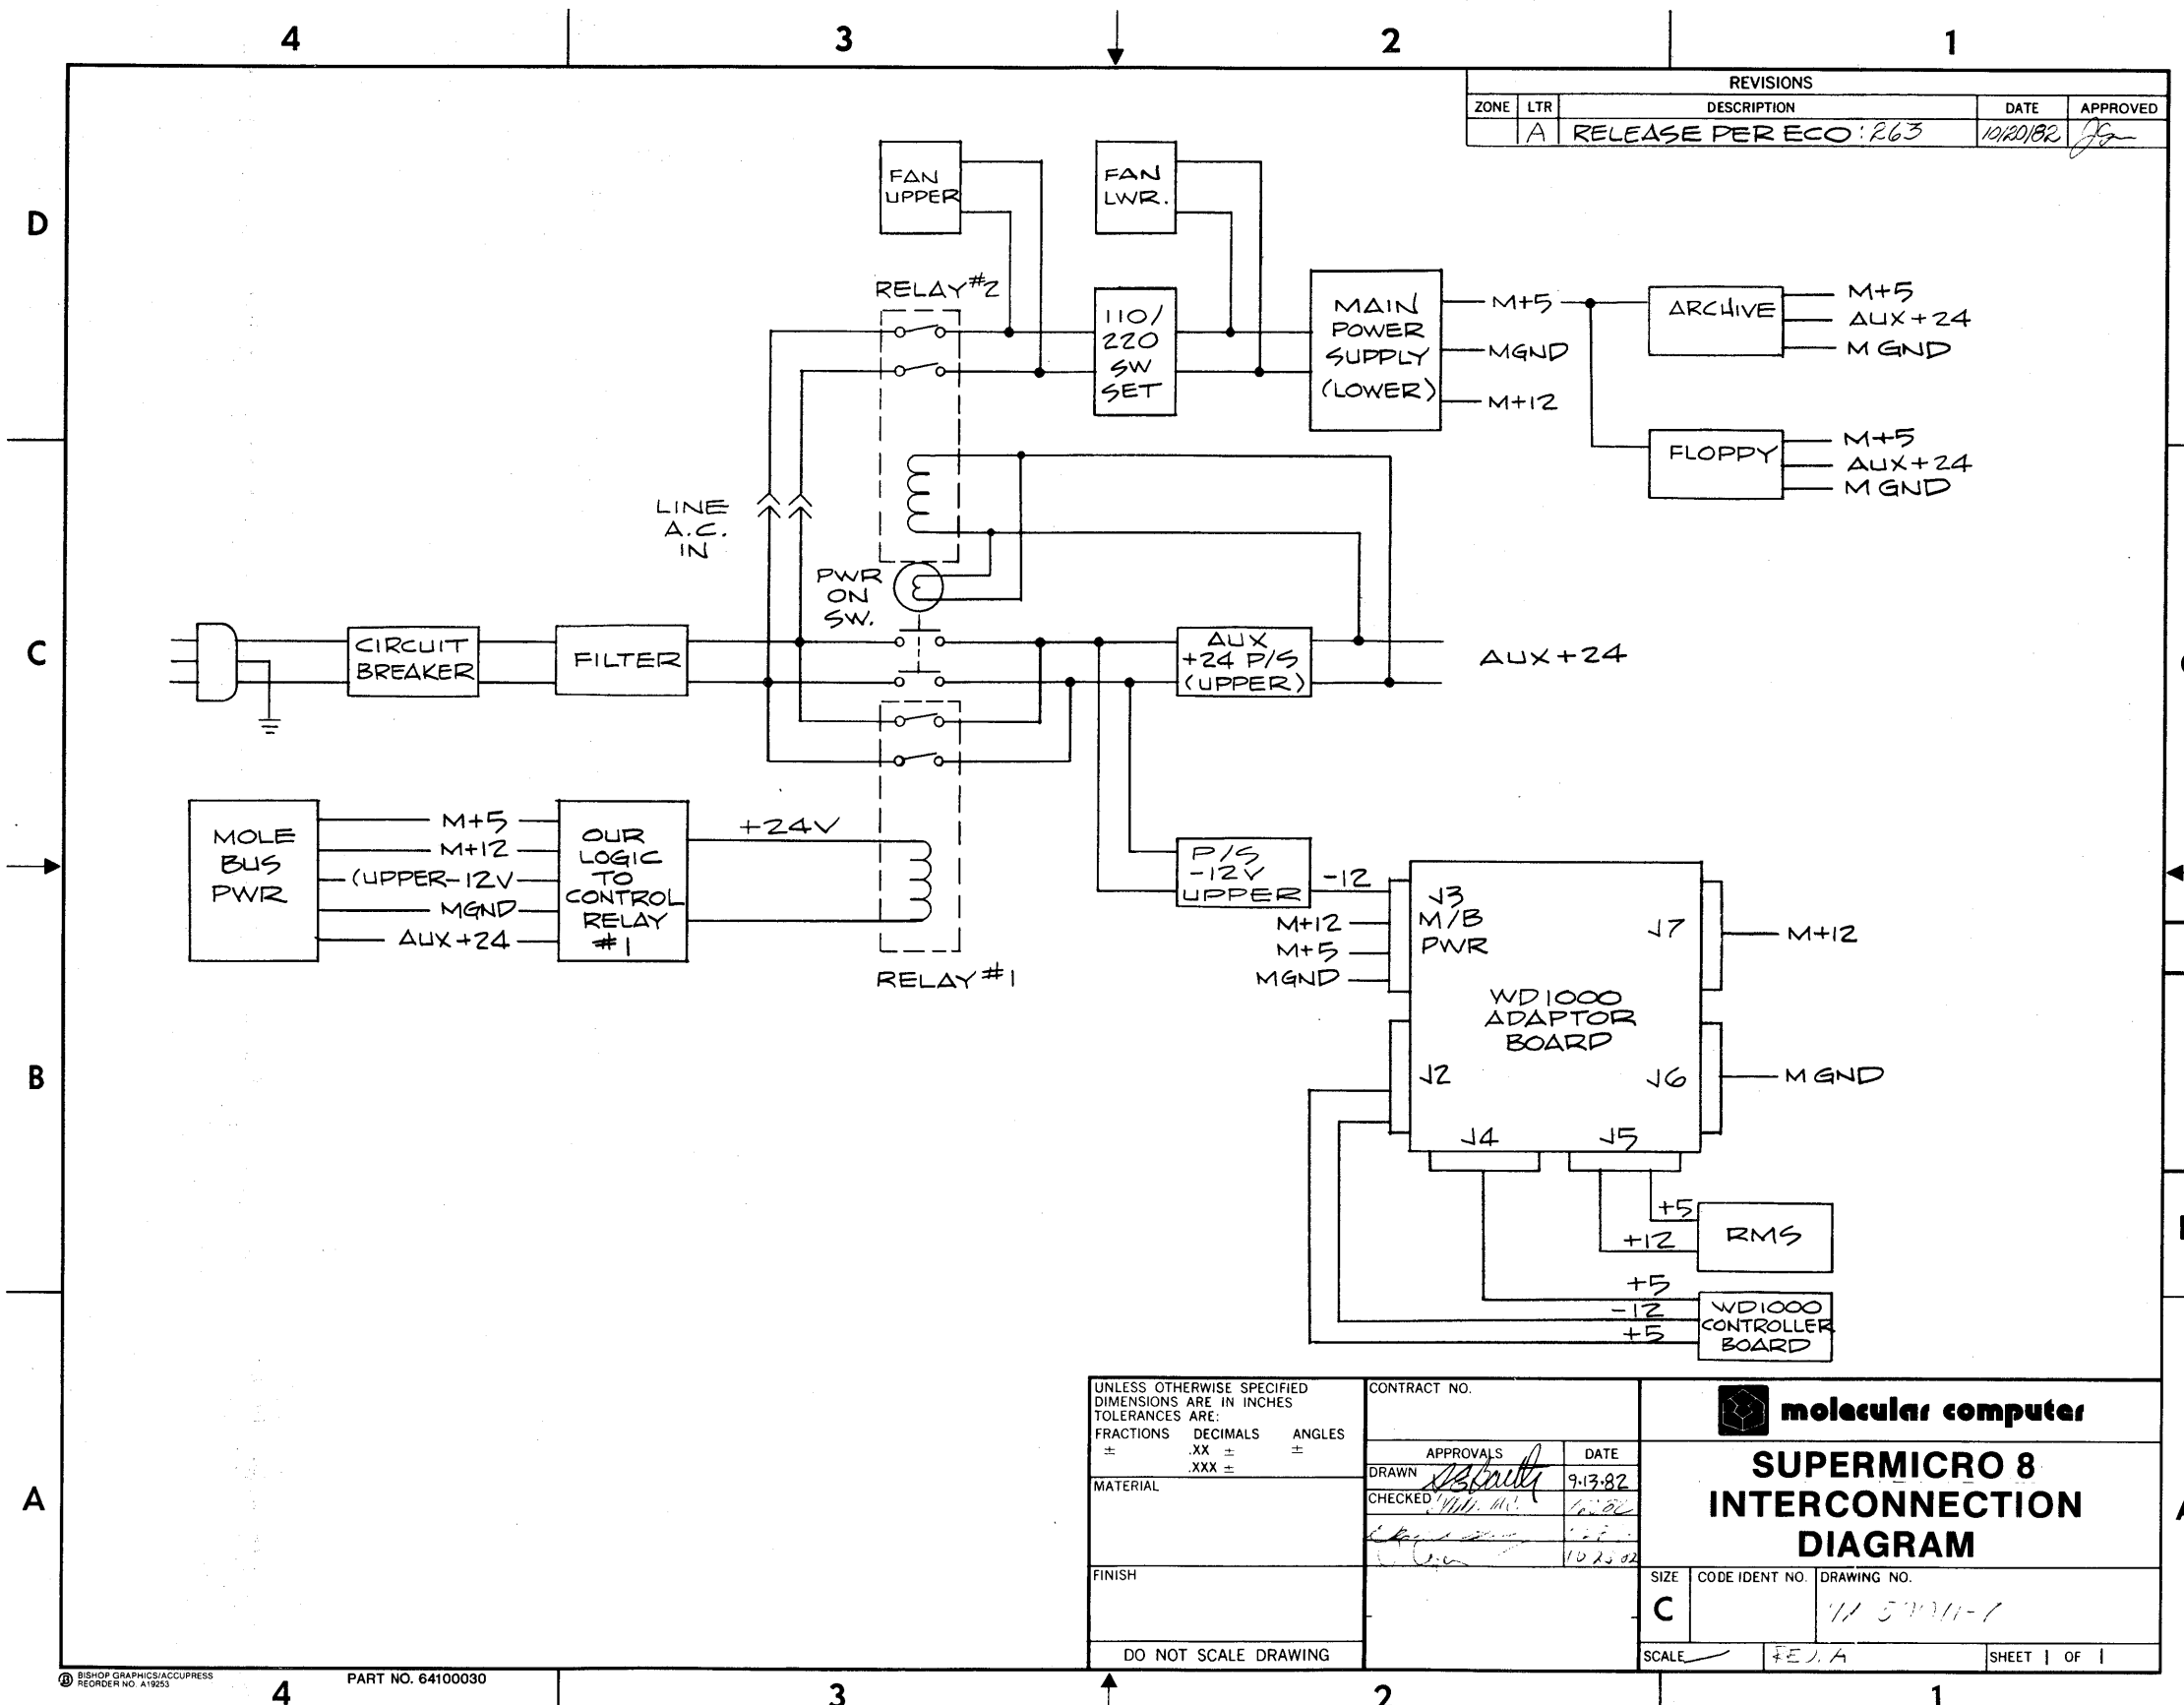 4 3 2 1
REVISIONS
ZONE LTR DESCRIPTION DATE APPROVED
A RELEASE PER ECO: 263 10/20/82
D
FAN
UPPER
FAN
LWR.
RELAY #2
110/
220
SW
SET
MAIN
POWER
SUPPLY
(LOWER)
M+5
MGND
M+12
ARCHIVE
M+5
AUX+24
M GND
FLOPPY
M+5
AUX+24
M GND
LINE
A.C.
IN
PWR
ON
SW.
C
CIRCUIT
BREAKER
FILTER
AUX
+24 P/S
(UPPER)
AUX+24
MOLE
BUS
PWR
M+5
M+12
(UPPER-12V
MGND
AUX+24
OUR
LOGIC
TO
CONTROL
RELAY
#1
+24V
RELAY #1
P/S
-12V
UPPER
-12
M+12
M+5
MGND
J3
M/B
PWR
J7
M+12
WD1000
ADAPTOR
BOARD
B
J2
J6
M GND
J4
J5
+5
+12
RMS
+5
-12
+5
WD1000
CONTROLLER
BOARD
A
UNLESS OTHERWISE SPECIFIED
DIMENSIONS ARE IN INCHES
TOLERANCES ARE:
FRACTIONS DECIMALS ANGLES
± .XX ± ±
.XXX ±
MATERIAL
FINISH
DO NOT SCALE DRAWING
CONTRACT NO.
APPROVALS DATE
DRAWN 9-13-82
CHECKED
molecular computer
SUPERMICRO 8
INTERCONNECTION
DIAGRAM
SIZE CODE IDENT NO. DRAWING NO.
C
SCALE REV. A SHEET 1 OF 1
BISHOP GRAPHICS/ACCUPRESS
REORDER NO. A19253
PART NO. 64100030
4 3 2 1